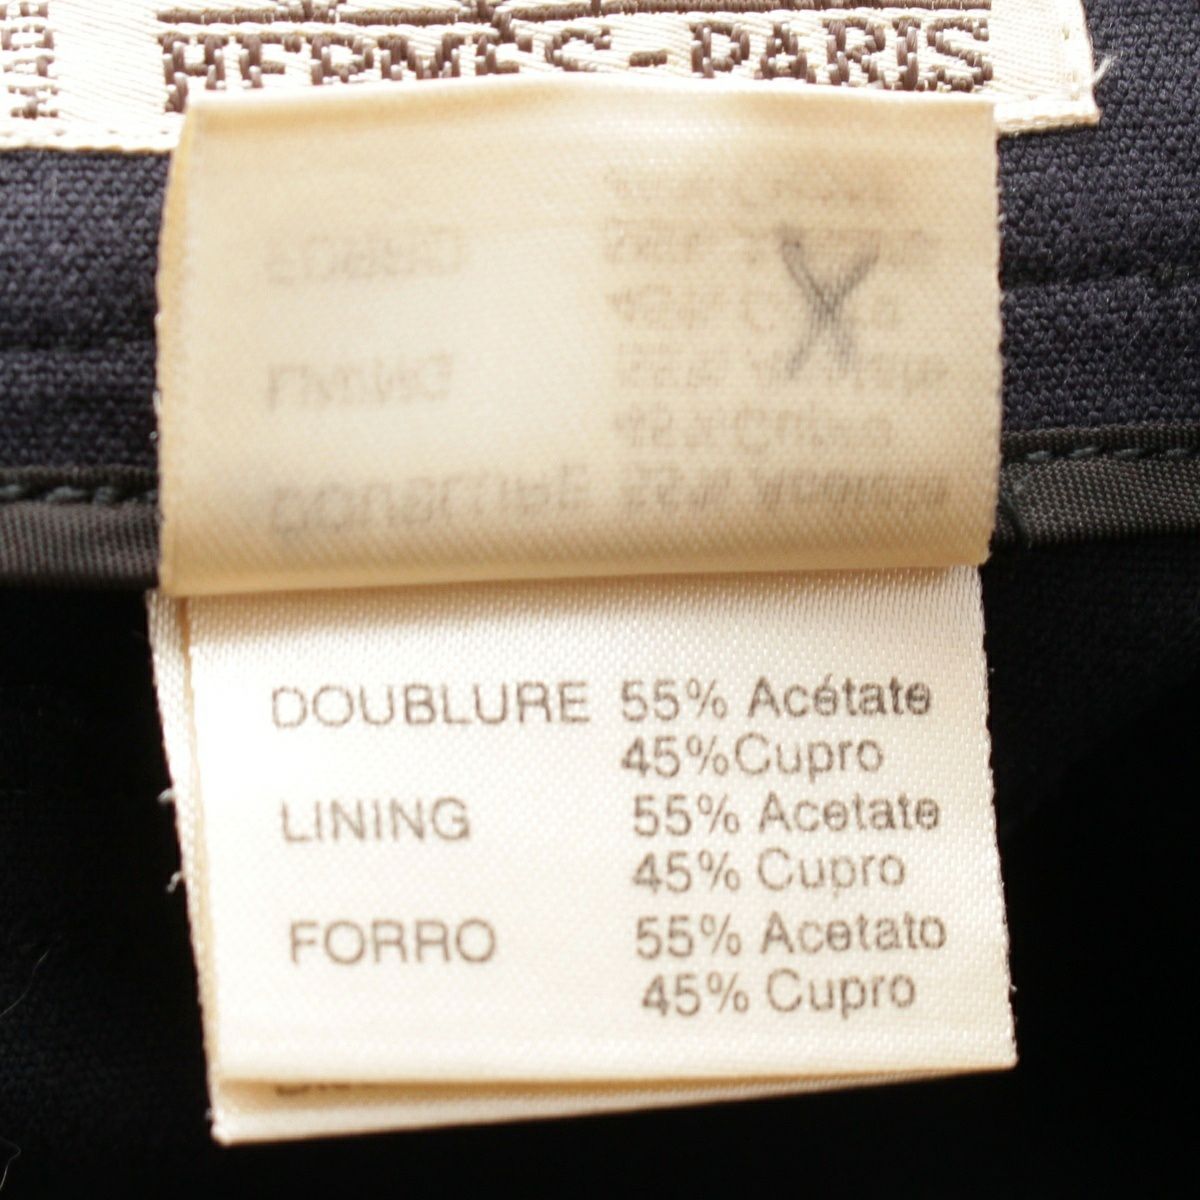 HERMES-PARIS
X
DOUBLURE 55% Acétate
45%Cupro
LINING 55% Acetate
45% Cupro
FORRO 55% Acetato
45% Cupro